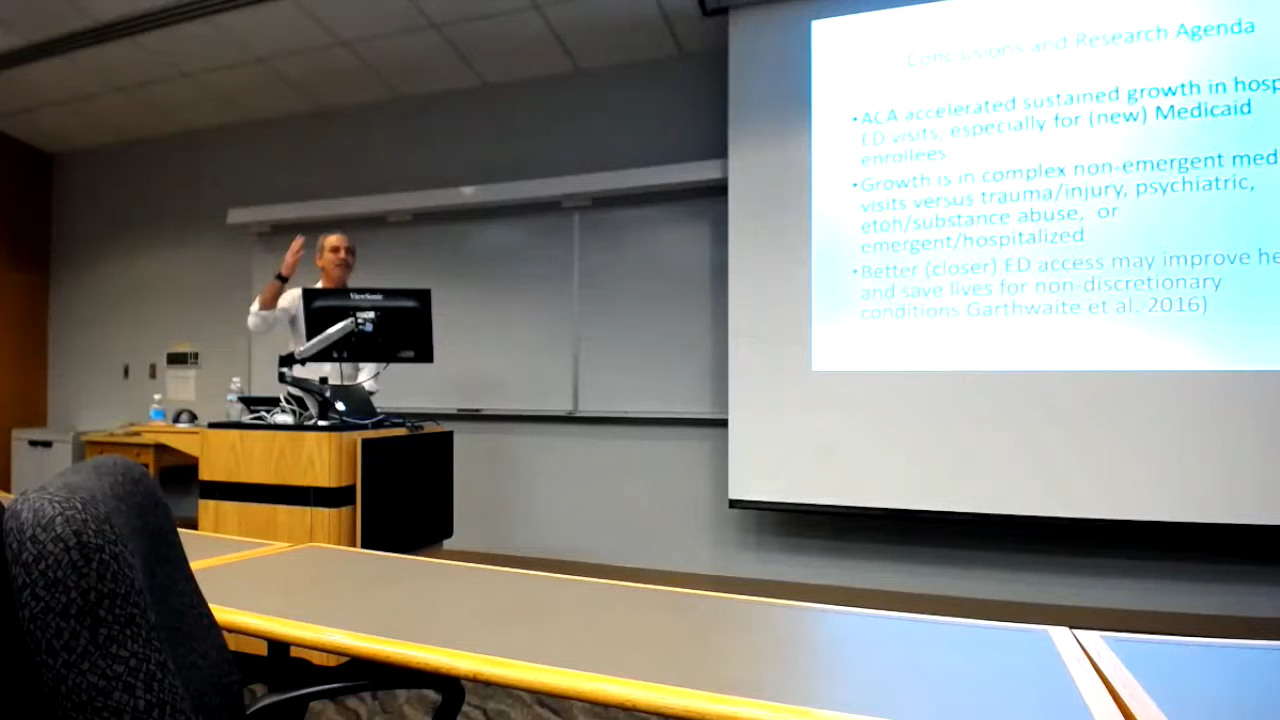 Conclusions and Research Agenda
•ACA accelerated sustained growth in hosp
ED visits, especially for (new) Medicaid
enrollees
•Growth is in complex non-emergent med
visits versus trauma/injury, psychiatric,
etoh/substance abuse, or
emergent/hospitalized
•Better (closer) ED access may improve he
and save lives for non-discretionary
conditions Garthwaite et al. 2016)
ViewSonic